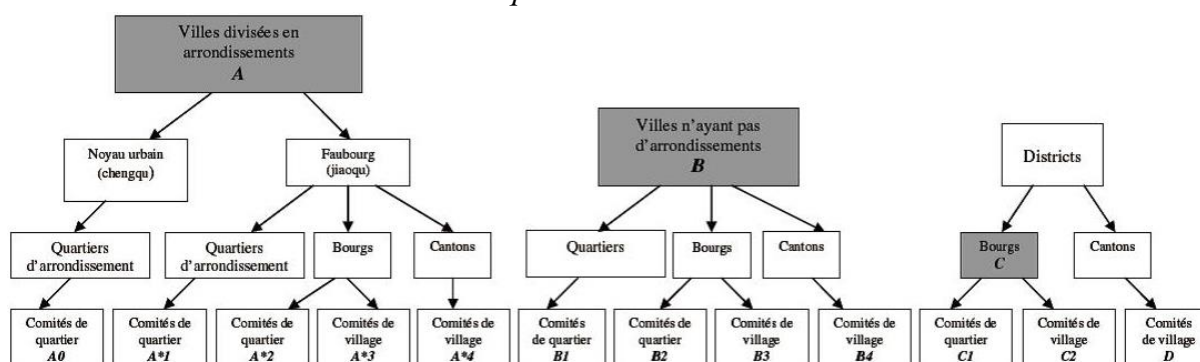 Villes divisées en
arrondissements
A
Villes n'ayant pas
d'arrondissements
B
Noyau urbain
(chengqu)
Faubourg
(jiaoqu)
Districts
Quartiers
d'arrondissement
Quartiers
d'arrondissement
Bourgs
Cantons
Quartiers
Bourgs
Cantons
Bourgs
C
Cantons
Comités de
quartier
A0
Comités de
quartier
A*1
Comités de
quartier
A*2
Comités de
village
A*3
Comités de
village
A*4
Comités
de quartier
B1
Comités de
quartier
B2
Comités de
village
B3
Comités de
village
B4
Comités de
quartier
C1
Comités de
village
C2
Comités
de village
D